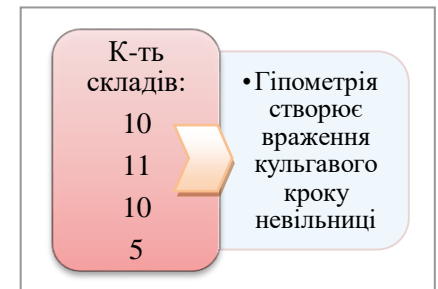 К-ть
складів:
10
11
10
5
•Гіпометрія
створює
враження
кульгавого
кроку
невільниці